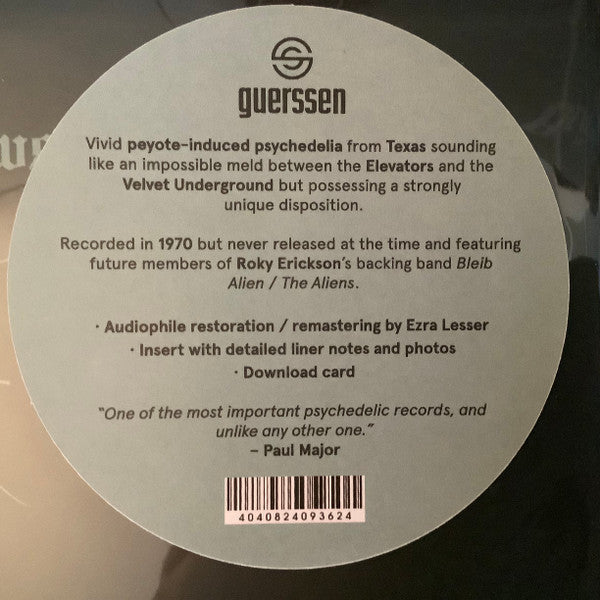 guerssen
Vivid peyote-induced psychedelia from Texas sounding
like an impossible meld between the Elevators and the
Velvet Underground but possessing a strongly
unique disposition.
Recorded in 1970 but never released at the time and featuring
future members of Roky Erickson's backing band Bleib
Alien / The Aliens.
· Audiophile restoration / remastering by Ezra Lesser
· Insert with detailed liner notes and photos
· Download card
“One of the most important psychedelic records, and
unlike any other one.”
– Paul Major
4040824093624